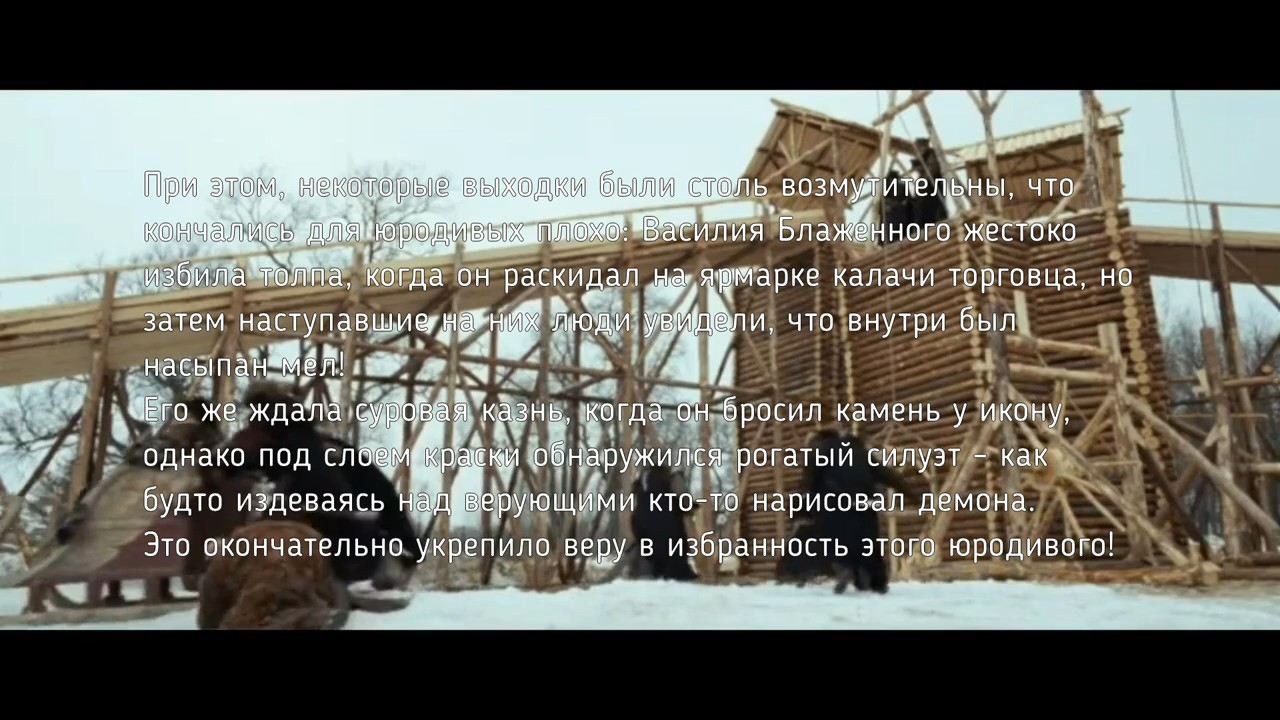 При этом, некоторые выходки были столь возмутительны, что
кончались для юродивых плохо: Василия Блаженного жестоко
избила толпа, когда он раскидал на ярмарке калачи торговца, но
затем наступавшие на них люди увидели, что внутри был
насыпан мел!
Его же ждала суровая казнь, когда он бросил камень у икону,
однако под слоем краски обнаружился рогатый силуэт – как
будто издеваясь над верующими кто-то нарисовал демона.
Это окончательно укрепило веру в избранность этого юродивого!